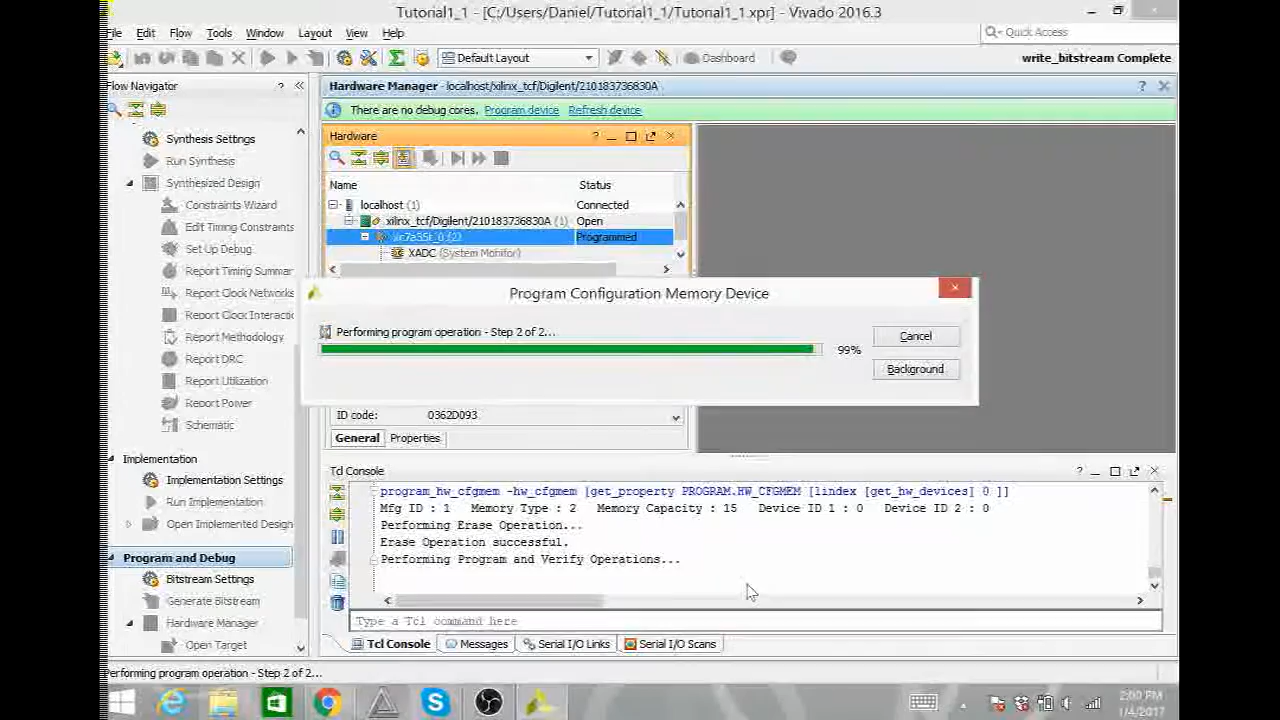 Tutorial1_1 - [C:/Users/Daniel/Tutorial1_1/Tutorial1_1.xpr] - Vivado 2016.3
File Edit Flow Tools Window Layout View Help
Quick Access
Default Layout
Dashboard
write_bitstream Complete
Flow Navigator ? «
Synthesis Settings
Run Synthesis
Synthesized Design
Constraints Wizard
Edit Timing Constraints
Set Up Debug
Report Timing Summar
Report Clock Networks
Report Clock Interactic
Report Methodology
Report DRC
Report Utilization
Report Power
Schematic
Implementation
Implementation Settings
Run Implementation
Open Implemented Design
Program and Debug
Bitstream Settings
Generate Bitstream
Hardware Manager
Open Target
Hardware Manager - localhost/xilinx_tcf/Digilent/210183736830A
There are no debug cores. Program device Refresh device
Hardware
Name Status
localhost (1) Connected
xilinx_tcf/Digilent/210183736830A (1) Open
Programmed
XADC (System Monitor)
Program Configuration Memory Device
Performing program operation - Step 2 of 2...
99%
Cancel
Background
ID code: 0362D093
General Properties
Tcl Console
program_hw_cfgmem -hw_cfgmem [get_property PROGRAM.HW_CFGMEM [lindex [get_hw_devices] 0 ]]
Mfg ID : 1 Memory Type : 2 Memory Capacity : 15 Device ID 1 : 0 Device ID 2 : 0
Performing Erase Operation...
Erase Operation successful.
Performing Program and Verify Operations...
Type a Tcl command here
Tcl Console Messages Serial I/O Links Serial I/O Scans
Performing program operation - Step 2 of 2...
2:00 PM
1/4/2017